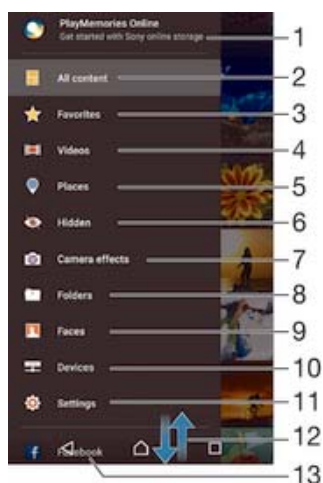 PlayMemories Online
Get started with Sony online storage
1
All content
2
Favorites
3
Videos
4
Places
5
Hidden
6
Camera effects
7
Folders
8
Faces
9
Devices
10
Settings
11
12
Facebook
13